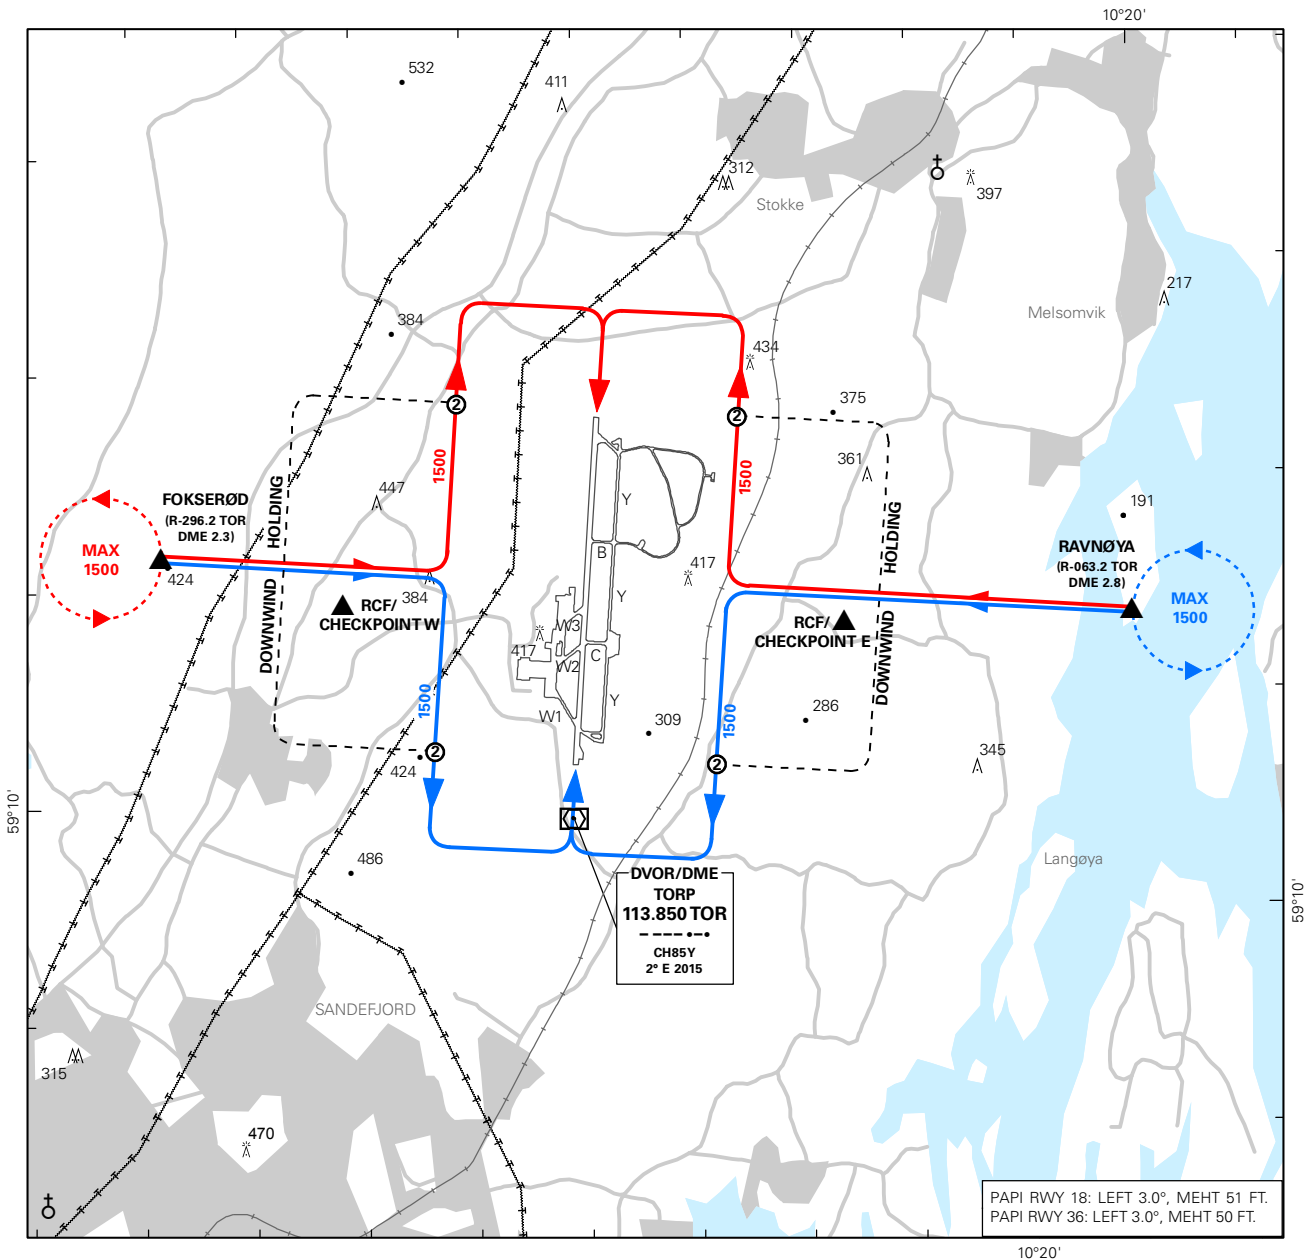 10°20'
532
411
312
Stokke
397
217
Melsomvik
384
434
375
361
447
1500
1500
2
2
HOLDING
HOLDING
FOKSERØD
(R-296.2 TOR
DME 2.3)
MAX
1500
424
384
RCF/
CHECKPOINT W
DOWNWIND
Y
B
Y
417
W3
417
W2
C
W1
Y
191
RAVNØYA
(R-063.2 TOR
DME 2.8)
MAX
1500
RCF/
CHECKPOINT E
DOWNWIND
1500
1500
309
286
345
2
2
424
59°10'
486
Langøya
59°10'
DVOR/DME
TORP
113.850 TOR
CH85Y
2° E 2015
SANDEFJORD
315
470
PAPI RWY 18: LEFT 3.0°, MEHT 51 FT.
PAPI RWY 36: LEFT 3.0°, MEHT 50 FT.
10°20'